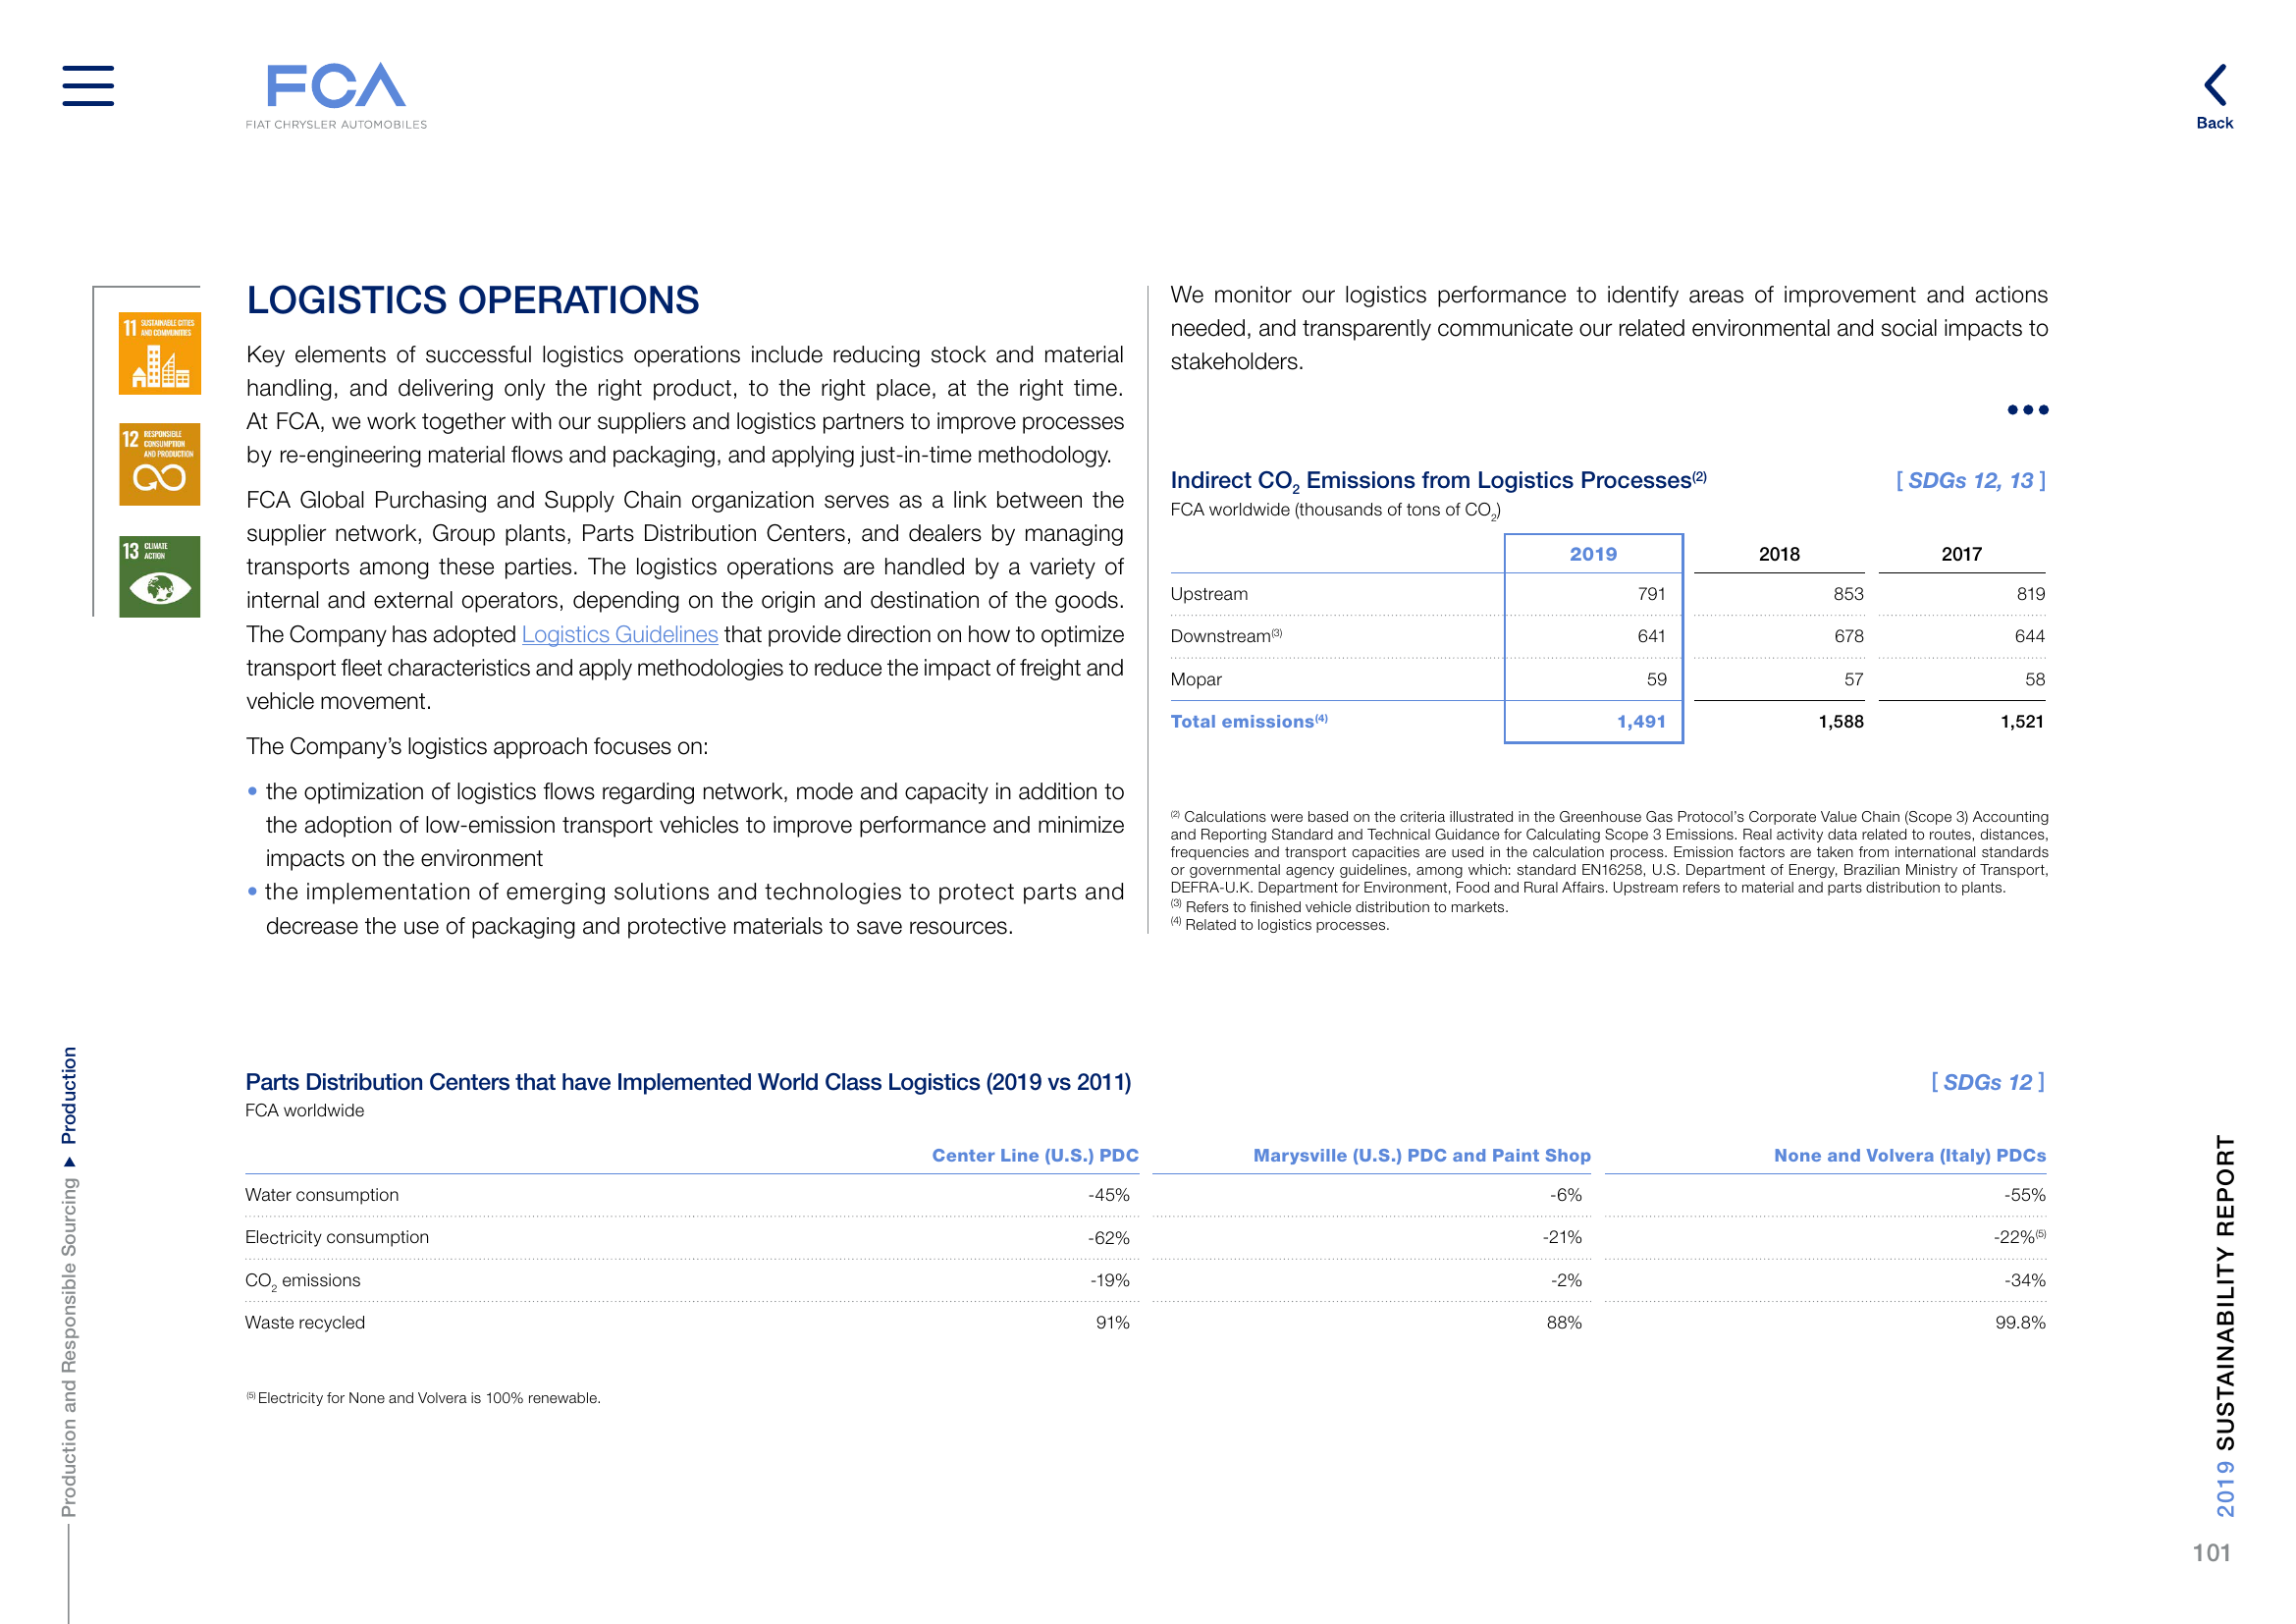 FCA
FIAT CHRYSLER AUTOMOBILES
Back
11 SUSTAINABLE CITIES
AND COMMUNITIES
12 RESPONSIBLE
CONSUMPTION
AND PRODUCTION
13 CLIMATE
ACTION
LOGISTICS OPERATIONS
Key elements of successful logistics operations include reducing stock and material
handling, and delivering only the right product, to the right place, at the right time.
At FCA, we work together with our suppliers and logistics partners to improve processes
by re-engineering material flows and packaging, and applying just-in-time methodology.
FCA Global Purchasing and Supply Chain organization serves as a link between the
supplier network, Group plants, Parts Distribution Centers, and dealers by managing
transports among these parties. The logistics operations are handled by a variety of
internal and external operators, depending on the origin and destination of the goods.
The Company has adopted Logistics Guidelines that provide direction on how to optimize
transport fleet characteristics and apply methodologies to reduce the impact of freight and
vehicle movement.
The Company's logistics approach focuses on:
• the optimization of logistics flows regarding network, mode and capacity in addition to
the adoption of low-emission transport vehicles to improve performance and minimize
impacts on the environment
• the implementation of emerging solutions and technologies to protect parts and
decrease the use of packaging and protective materials to save resources.
We monitor our logistics performance to identify areas of improvement and actions
needed, and transparently communicate our related environmental and social impacts to
stakeholders.
Indirect CO2 Emissions from Logistics Processes(2) [ SDGs 12, 13 ]
FCA worldwide (thousands of tons of CO2)
2019 2018 2017
Upstream 791 853 819
Downstream(3) 641 678 644
Mopar 59 57 58
Total emissions(4) 1,491 1,588 1,521
(2) Calculations were based on the criteria illustrated in the Greenhouse Gas Protocol's Corporate Value Chain (Scope 3) Accounting
and Reporting Standard and Technical Guidance for Calculating Scope 3 Emissions. Real activity data related to routes, distances,
frequencies and transport capacities are used in the calculation process. Emission factors are taken from international standards
or governmental agency guidelines, among which: standard EN16258, U.S. Department of Energy, Brazilian Ministry of Transport,
DEFRA-U.K. Department for Environment, Food and Rural Affairs. Upstream refers to material and parts distribution to plants.
(3) Refers to finished vehicle distribution to markets.
(4) Related to logistics processes.
Parts Distribution Centers that have Implemented World Class Logistics (2019 vs 2011) [ SDGs 12 ]
FCA worldwide
Center Line (U.S.) PDC Marysville (U.S.) PDC and Paint Shop None and Volvera (Italy) PDCs
Water consumption -45% -6% -55%
Electricity consumption -62% -21% -22%(5)
CO2 emissions -19% -2% -34%
Waste recycled 91% 88% 99.8%
(5) Electricity for None and Volvera is 100% renewable.
Production and Responsible Sourcing ▶ Production
2019 SUSTAINABILITY REPORT
101